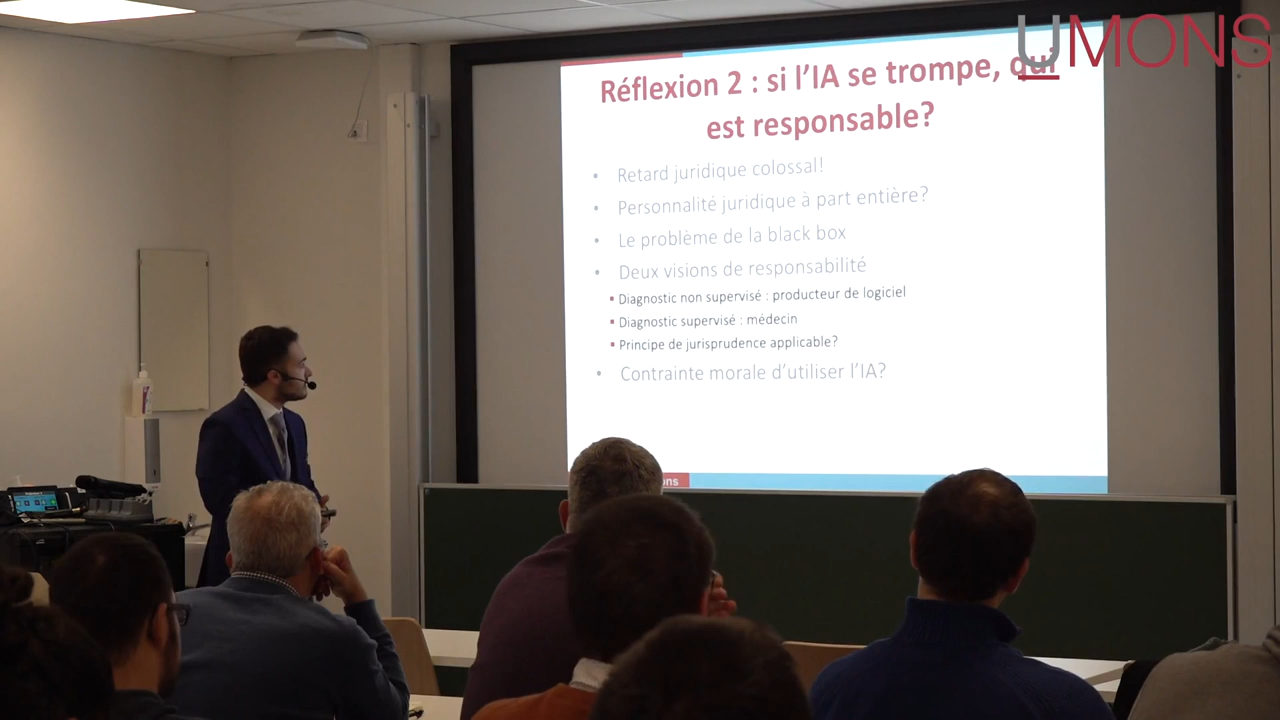 UMONS
Réflexion 2 : si l’IA se trompe, qui
est responsable?
• Retard juridique colossal!
• Personnalité juridique à part entière?
• Le problème de la black box
• Deux visions de responsabilité
▪ Diagnostic non supervisé : producteur de logiciel
▪ Diagnostic supervisé : médecin
▪ Principe de jurisprudence applicable?
• Contrainte morale d’utiliser l’IA?
ons